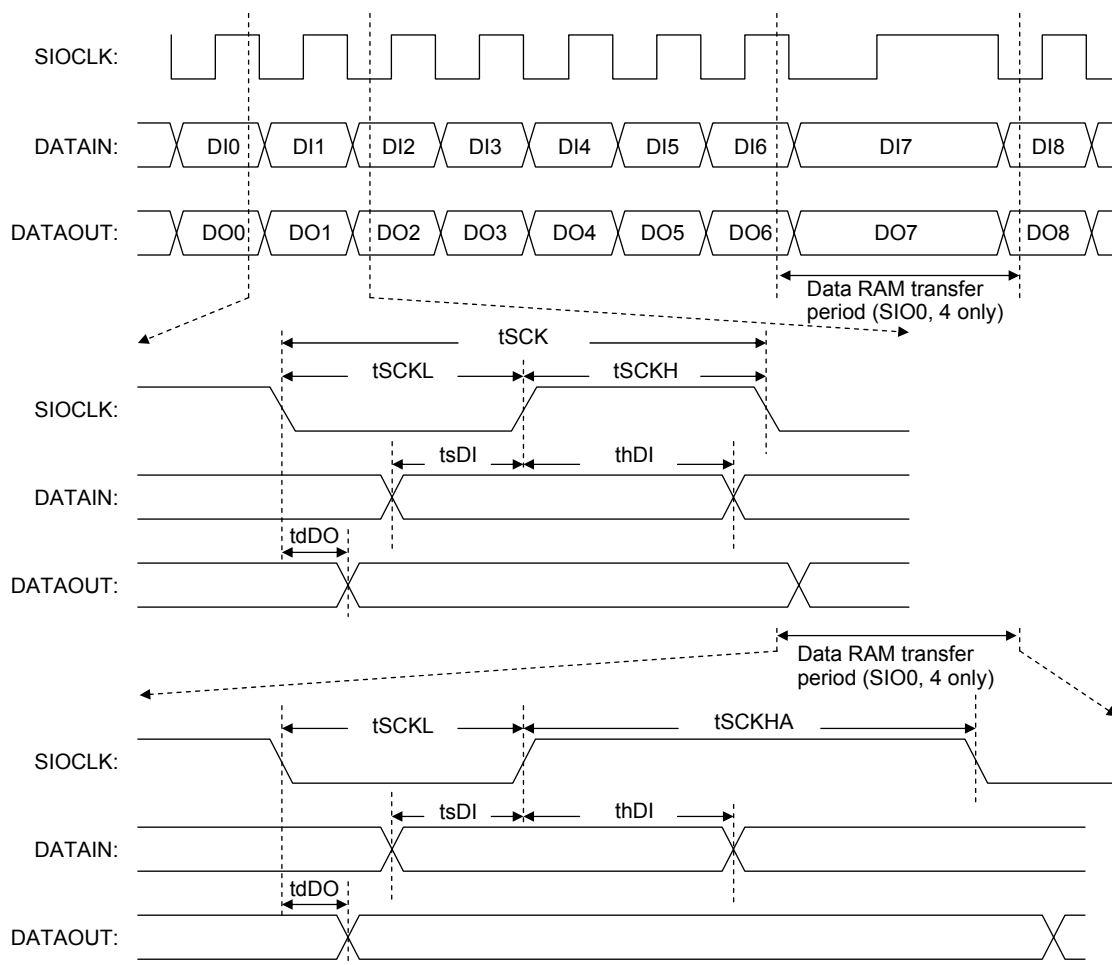 SIOCLK:
DATAIN: DI0 DI1 DI2 DI3 DI4 DI5 DI6 DI7 DI8
DATAOUT: DO0 DO1 DO2 DO3 DO4 DO5 DO6 DO7 DO8
Data RAM transfer
period (SIO0, 4 only)
tSCK
tSCKL tSCKH
SIOCLK:
tsDI thDI
DATAIN:
tdDO
DATAOUT:
Data RAM transfer
period (SIO0, 4 only)
tSCKL tSCKHA
SIOCLK:
tsDI thDI
DATAIN:
tdDO
DATAOUT: